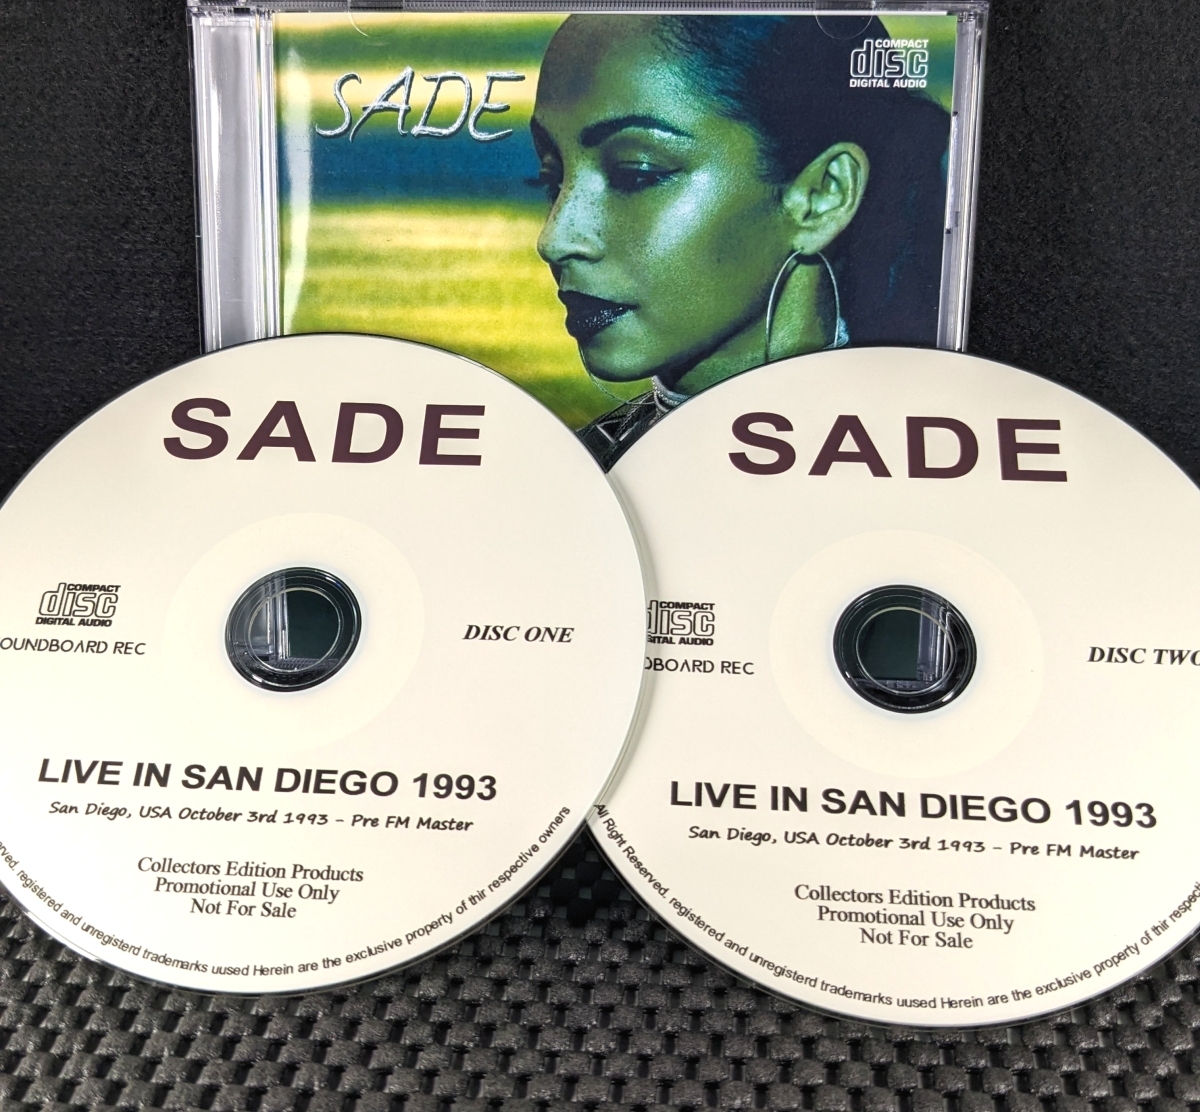 SADE
COMPACT
disc
DIGITAL AUDIO
SADE
COMPACT
disc
DIGITAL AUDIO
OUNDBOARD REC
DISC ONE
LIVE IN SAN DIEGO 1993
San Diego, USA October 3rd 1993 - Pre FM Master
Collectors Edition Products
Promotional Use Only
Not For Sale
rved, registered and unregisterd trademarks uused Herein are the exclusive property of thir respective owners
SADE
COMPACT
disc
GITAL AUDIO
DBOARD REC
DISC TWO
LIVE IN SAN DIEGO 1993
San Diego, USA October 3rd 1993 - Pre FM Master
Collectors Edition Products
Promotional Use Only
Not For Sale
All Right Reserved, registered and unregisterd trademarks uused Herein are the exclusive property of thir respec